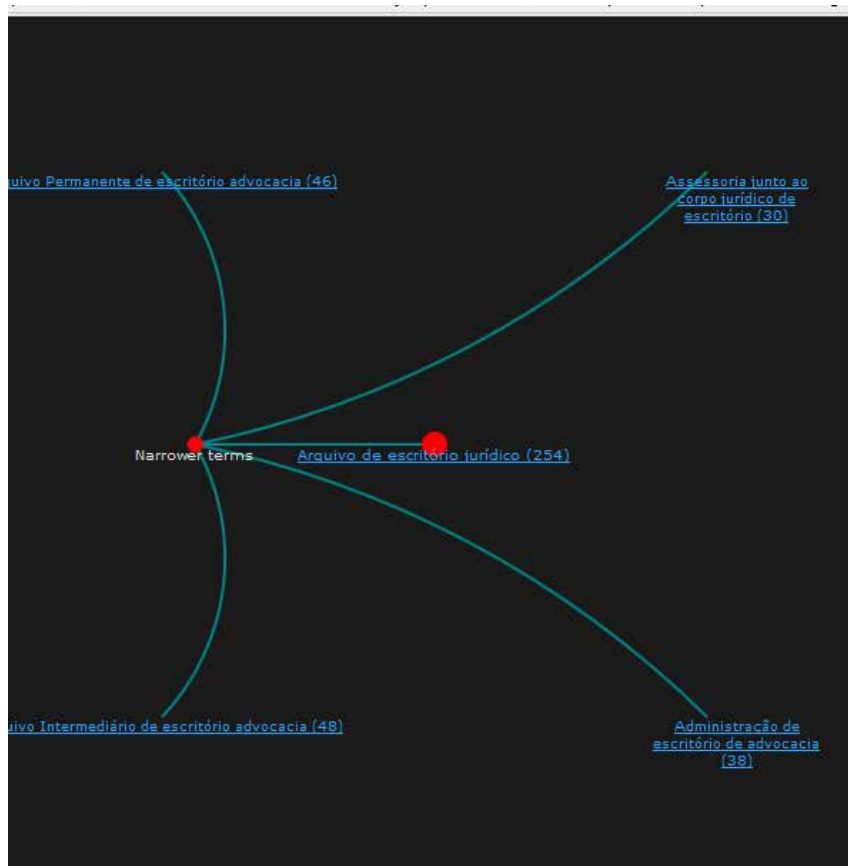 quivo Permanente de escritório advocacia (46)
Assessoria junto ao
corpo jurídico de
escritório (30)
Narrower terms
Arquivo de escritório jurídico (254)
uivo Intermediário de escritório advocacia (48)
Administração de
escritório de advocacia
(38)